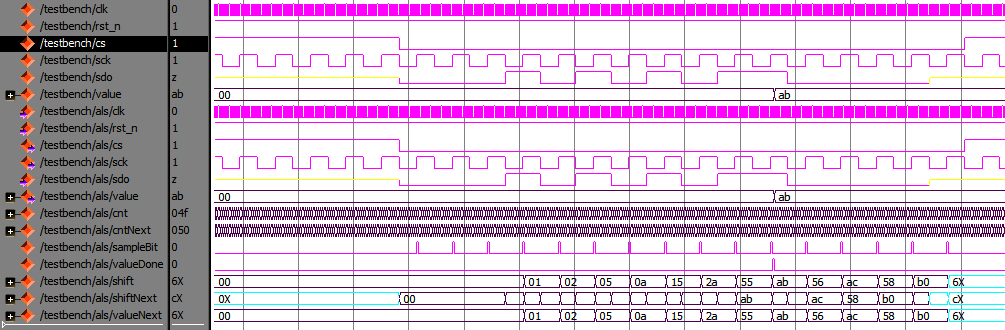 /testbench/clk 0
/testbench/rst_n 1
/testbench/cs 1
/testbench/sck 1
/testbench/sdo z
/testbench/value ab 00 ab
/testbench/als/clk 0
/testbench/als/rst_n 1
/testbench/als/cs 1
/testbench/als/sck 1
/testbench/als/sdo z
/testbench/als/value ab 00 ab
/testbench/als/cnt 04f
/testbench/als/cntNext 050
/testbench/als/sampleBit 0
/testbench/als/valueDone 0
/testbench/als/shift 6X 00 01 02 05 0a 15 2a 55 ab 56 ac 58 b0 6X
/testbench/als/shiftNext cX 0X 00 ab ac 58 b0 cX
/testbench/als/valueNext 6X 00 01 02 05 0a 15 2a 55 ab 56 ac 58 b0 6X